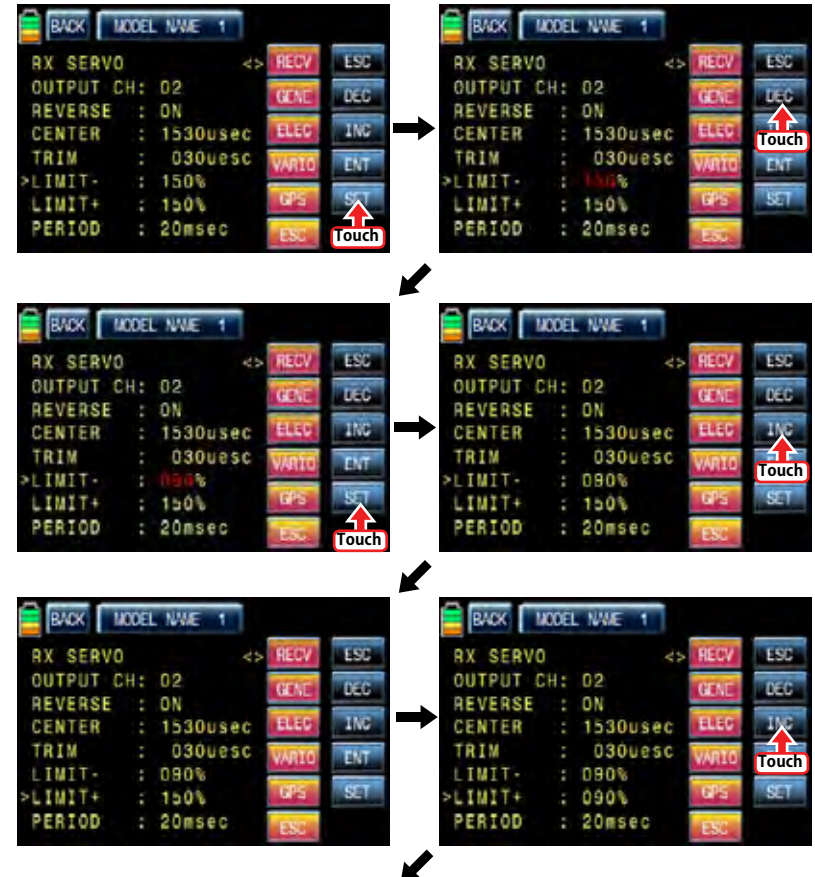 BACK MODEL NAME 1
RX SERVO <> RECV ESC
OUTPUT CH: 02 GENE DEC
REVERSE : ON
CENTER : 1530usec ELEC INC
TRIM : 030uesc VARIO ENT
>LIMIT- : 150%
LIMIT+ : 150% GPS SET
PERIOD : 20msec ESC Touch
BACK MODEL NAME 1
RX SERVO <> RECV ESC
OUTPUT CH: 02 GENE DEC
REVERSE : ON
CENTER : 1530usec ELEC Touch
TRIM : 030uesc VARIO ENT
>LIMIT- : 150%
LIMIT+ : 150% GPS SET
PERIOD : 20msec ESC
BACK MODEL NAME 1
RX SERVO <> RECV ESC
OUTPUT CH: 02 GENE DEC
REVERSE : ON
CENTER : 1530usec ELEC INC
TRIM : 030uesc VARIO ENT
>LIMIT- : 090%
LIMIT+ : 150% GPS SET
PERIOD : 20msec ESC Touch
BACK MODEL NAME 1
RX SERVO <> RECV ESC
OUTPUT CH: 02 GENE DEC
REVERSE : ON
CENTER : 1530usec ELEC INC
TRIM : 030uesc VARIO Touch
>LIMIT- : 090%
LIMIT+ : 150% GPS SET
PERIOD : 20msec ESC
BACK MODEL NAME 1
RX SERVO <> RECV ESC
OUTPUT CH: 02 GENE DEC
REVERSE : ON
CENTER : 1530usec ELEC INC
TRIM : 030uesc VARIO ENT
LIMIT- : 090%
>LIMIT+ : 150% GPS SET
PERIOD : 20msec ESC
BACK MODEL NAME 1
RX SERVO <> RECV ESC
OUTPUT CH: 02 GENE DEC
REVERSE : ON
CENTER : 1530usec ELEC INC
TRIM : 030uesc VARIO Touch
LIMIT- : 090%
>LIMIT+ : 090% GPS SET
PERIOD : 20msec ESC